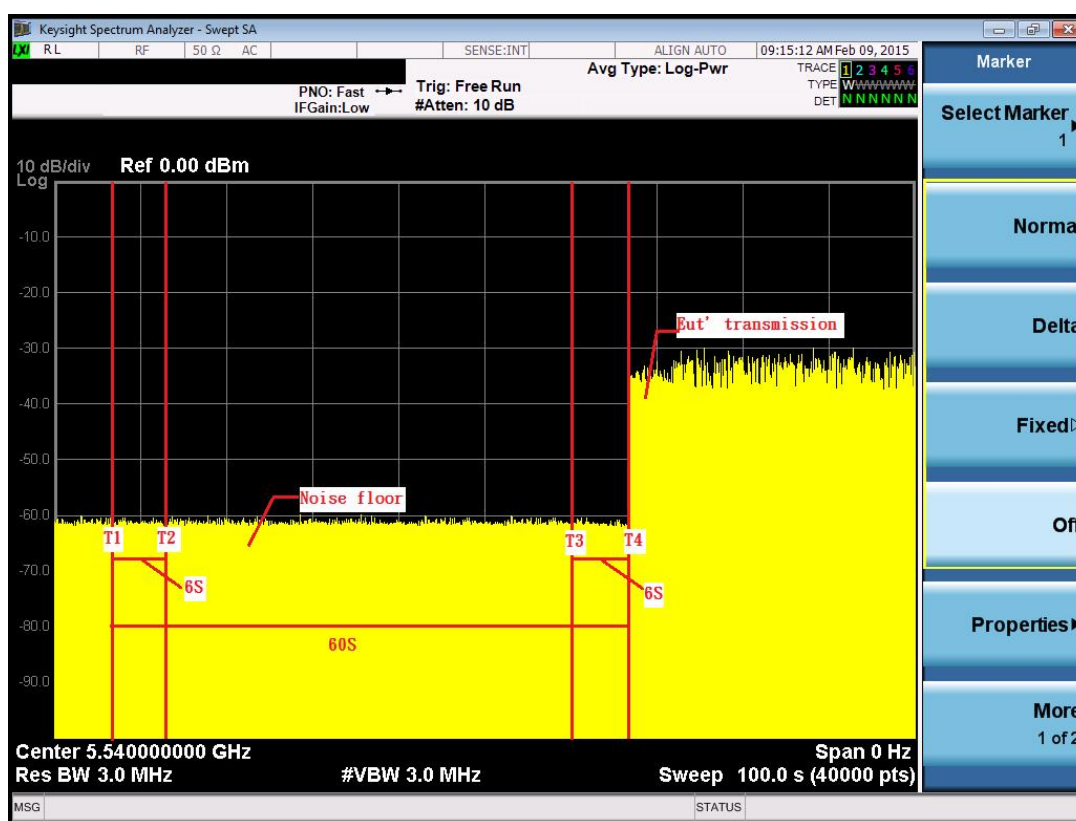 Keysight Spectrum Analyzer - Swept SA
LXI RL RF 50 Ω AC SENSE:INT ALIGN AUTO 09:15:12 AM Feb 09, 2015
PNO: Fast
IFGain:Low
Trig: Free Run
#Atten: 10 dB
Avg Type: Log-Pwr
TRACE 1 2 3 4 5 6
TYPE WWWWWW
DET N N N N N N
10 dB/div
Log
Ref 0.00 dBm
-10.0
-20.0
-30.0
-40.0
-50.0
-60.0
-70.0
-80.0
-90.0
Eut' transmission
Noise floor
T1 T2 T3 T4
6S
6S
60S
Center 5.540000000 GHz Span 0 Hz
Res BW 3.0 MHz #VBW 3.0 MHz Sweep 100.0 s (40000 pts)
MSG STATUS
Marker
Select Marker
1
Norma
Delta
Fixed
Off
Properties
More
1 of 2